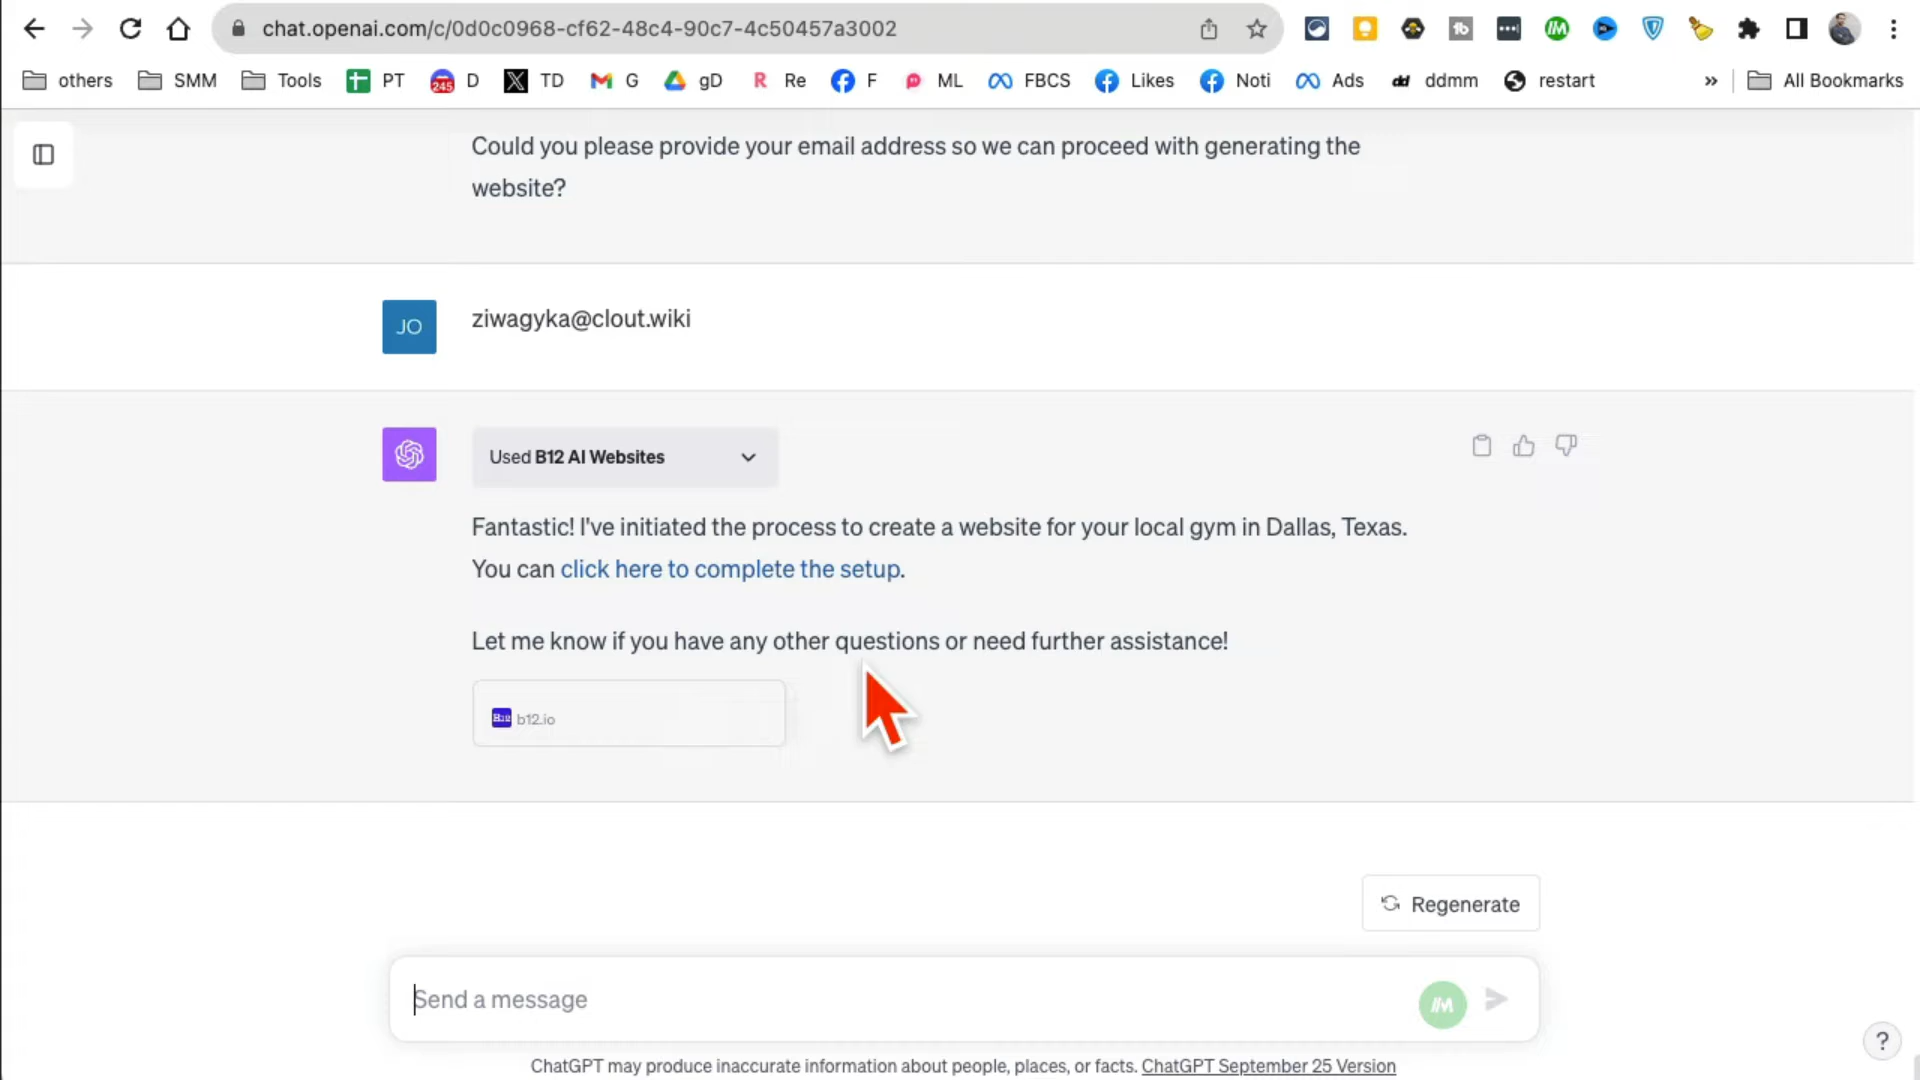 chat.openai.com/c/0d0c0968-cf62-48c4-90c7-4c50457a3002
others SMM Tools PT 245 D TD G gD R Re F ML FBCS Likes Noti Ads dd ddmm restart » All Bookmarks
Could you please provide your email address so we can proceed with generating the
website?
JO ziwagyka@clout.wiki
Used B12 AI Websites
Fantastic! I've initiated the process to create a website for your local gym in Dallas, Texas.
You can click here to complete the setup.
Let me know if you have any other questions or need further assistance!
B12 b12.io
Regenerate
Send a message
ChatGPT may produce inaccurate information about people, places, or facts. ChatGPT September 25 Version
?